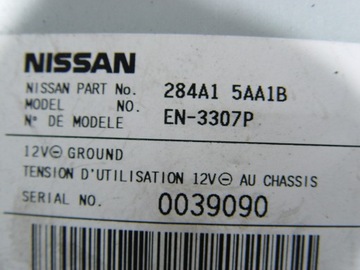 NISSAN
NISSAN PART No. 284A1 5AA1B
MODEL NO. EN-3307P
N° DE MODELE
12V⊖ GROUND
TENSION D'UTILISATION 12V⊖ AU CHASSIS
SERIAL NO. 0039090